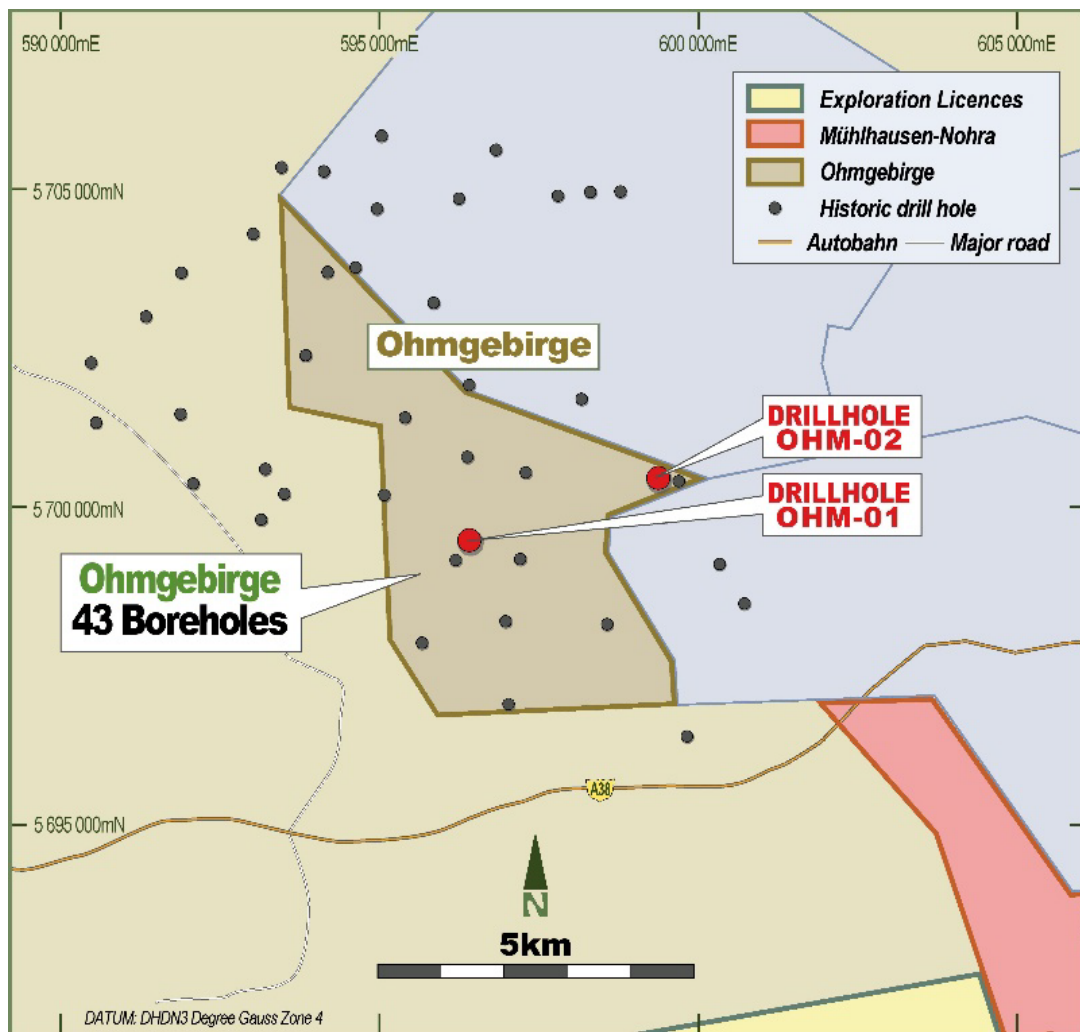 590 000mE
595 000mE
600 000mE
605 000mE
Exploration Licences
Mühlhausen-Nohra
Ohmgebirge
Historic drill hole
Autobahn
Major road
5 705 000mN
Ohmgebirge
DRILLHOLE
OHM-02
DRILLHOLE
OHM-01
5 700 000mN
Ohmgebirge
43 Boreholes
A38
5 695 000mN
N
5km
DATUM: DHDN3 Degree Gauss Zone 4